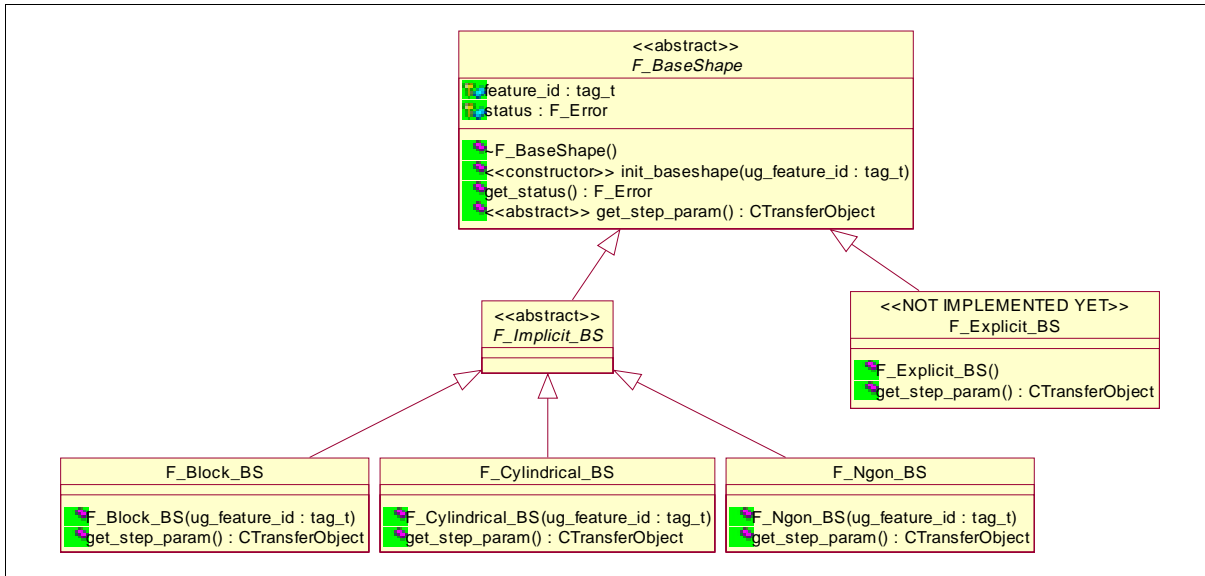 <<abstract>>
F_BaseShape
feature_id : tag_t
status : F_Error
~F_BaseShape()
<<constructor>> init_baseshape(ug_feature_id : tag_t)
get_status() : F_Error
<<abstract>> get_step_param() : CTransferObject
<<abstract>>
F_Implicit_BS
<<NOT IMPLEMENTED YET>>
F_Explicit_BS
F_Explicit_BS()
get_step_param() : CTransferObject
F_Block_BS
F_Block_BS(ug_feature_id : tag_t)
get_step_param() : CTransferObject
F_Cylindrical_BS
F_Cylindrical_BS(ug_feature_id : tag_t)
get_step_param() : CTransferObject
F_Ngon_BS
F_Ngon_BS(ug_feature_id : tag_t)
get_step_param() : CTransferObject